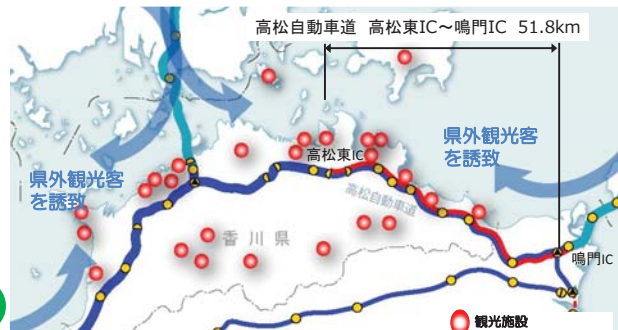 高松自動車道 高松東IC～鳴門IC 51.8km
高松東IC
県外観光客
を誘致
県外観光客
を誘致
高松自動車道
香川県
鳴門IC
観光施設